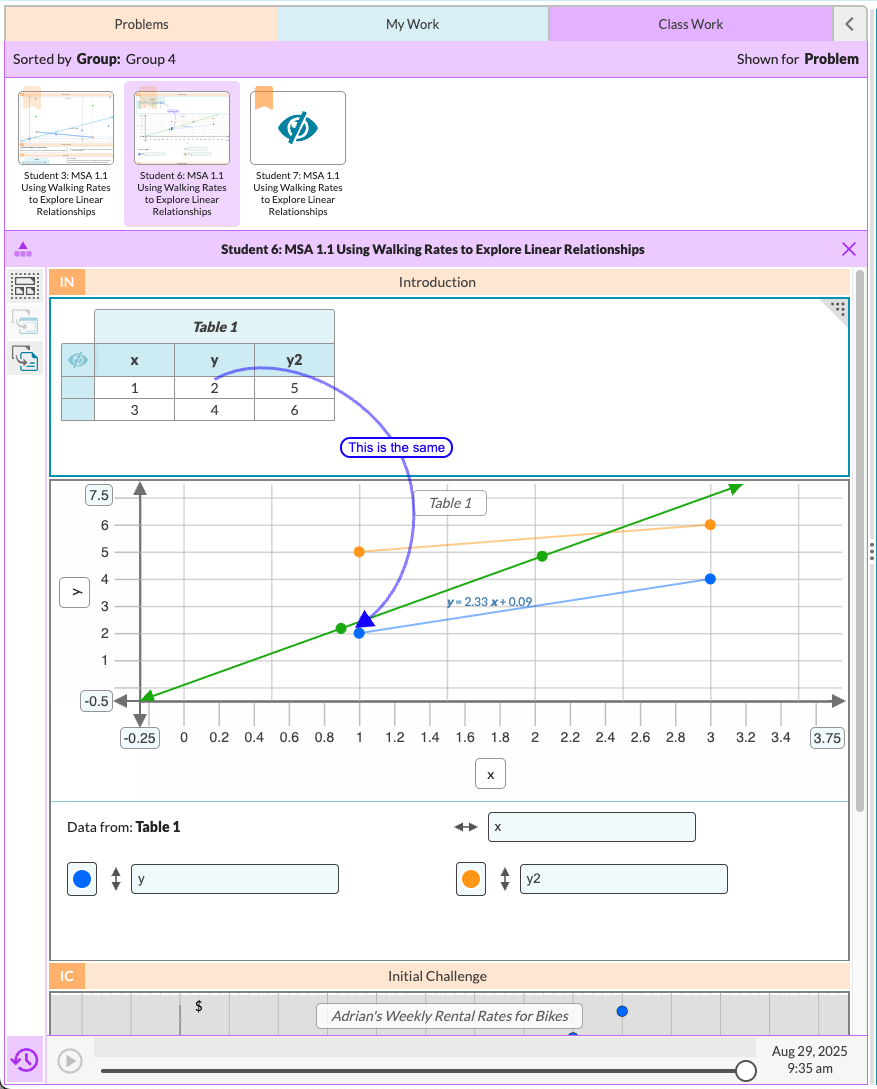 Problems
My Work
Class Work
Sorted by Group: Group 4
Shown for Problem
Student 3: MSA 1.1
Using Walking Rates
to Explore Linear
Relationships
Student 6: MSA 1.1
Using Walking Rates
to Explore Linear
Relationships
Student 7: MSA 1.1
Using Walking Rates
to Explore Linear
Relationships
Student 6: MSA 1.1 Using Walking Rates to Explore Linear Relationships
IN
Introduction
Table 1
x y y2
1 2 5
3 4 6
This is the same
Table 1
7.5
6
5
4
3
2
1
-0.5
y
y = 2.33 x + 0.09
-0.25 0 0.2 0.4 0.6 0.8 1 1.2 1.4 1.6 1.8 2 2.2 2.4 2.6 2.8 3 3.2 3.4 3.75
x
Data from: Table 1
x
y
y2
IC
Initial Challenge
$
Adrian's Weekly Rental Rates for Bikes
Aug 29, 2025
9:35 am